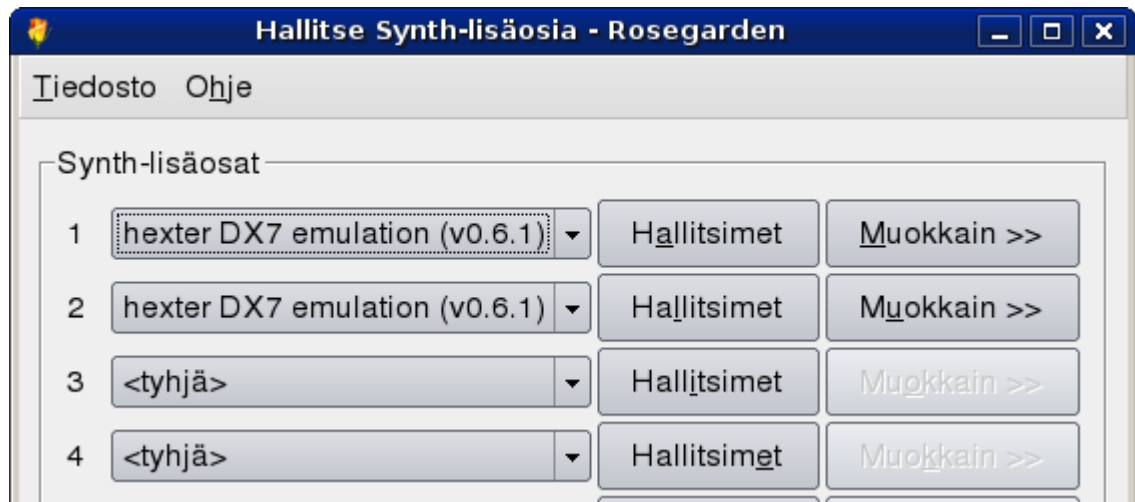 Hallitse Synth-lisäosia - Rosegarden
Tiedosto Ohje
Synth-lisäosat
1 hexter DX7 emulation (v0.6.1) Hallitsimet Muokkain >>
2 hexter DX7 emulation (v0.6.1) Hallitsimet Muokkain >>
3 <tyhjä> Hallitsimet Muokkain >>
4 <tyhjä> Hallitsimet Muokkain >>